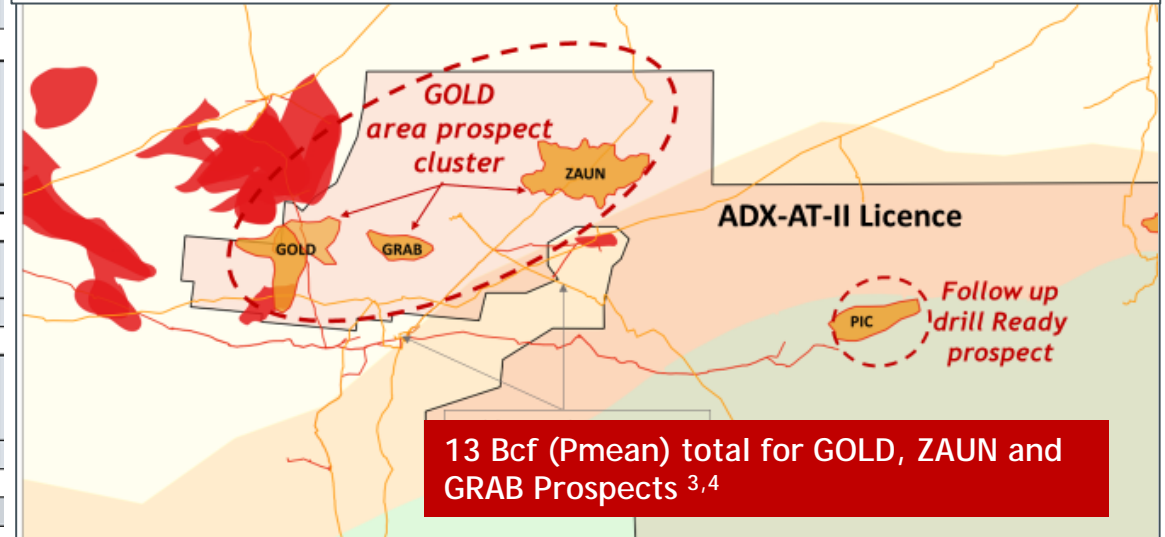 GOLD
area prospect
cluster
ZAUN
ADX-AT-II Licence
GOLD
GRAB
PIC
Follow up
drill Ready
prospect
13 Bcf (Pmean) total for GOLD, ZAUN and
GRAB Prospects 3,4